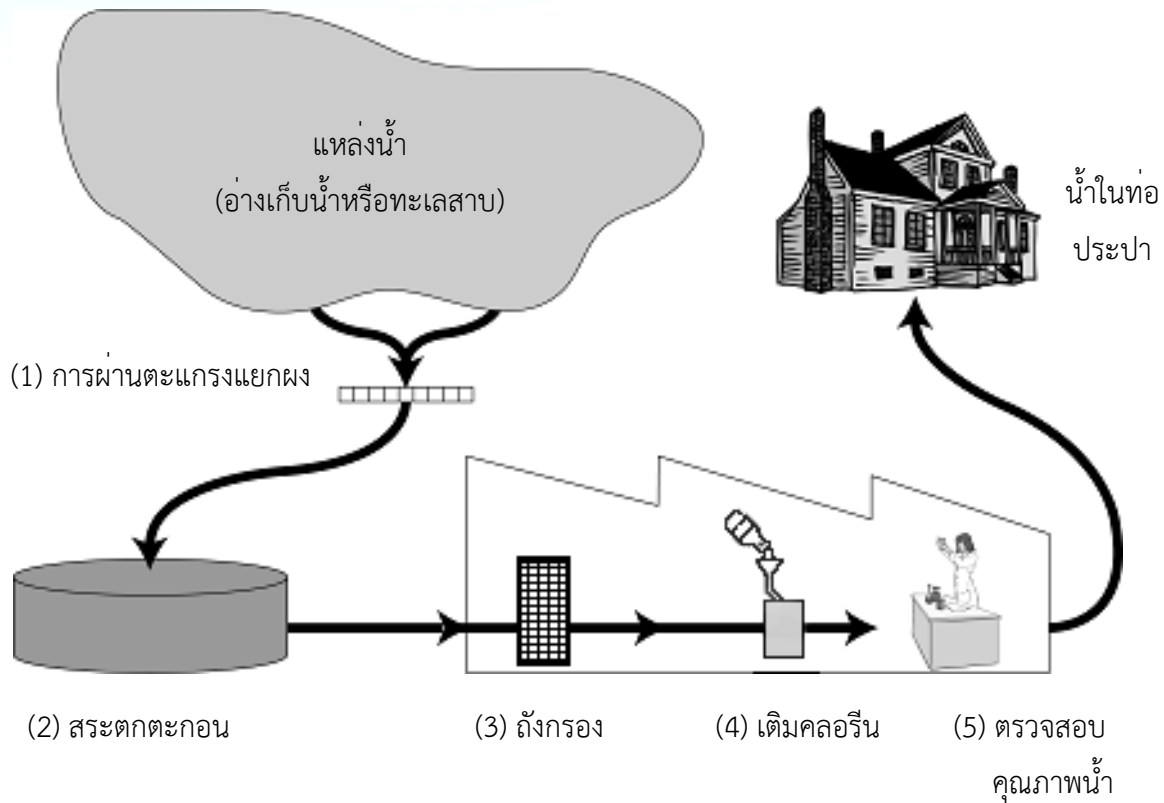 แหล่งน้ำ
(อ่างเก็บน้ำหรือทะเลสาบ)
น้ำในท่อ
ประปา
(1) การผ่านตะแกรงแยกผง
(2) สระตกตะกอน
(3) ถังกรอง
(4) เติมคลอรีน
(5) ตรวจสอบ
คุณภาพน้ำ